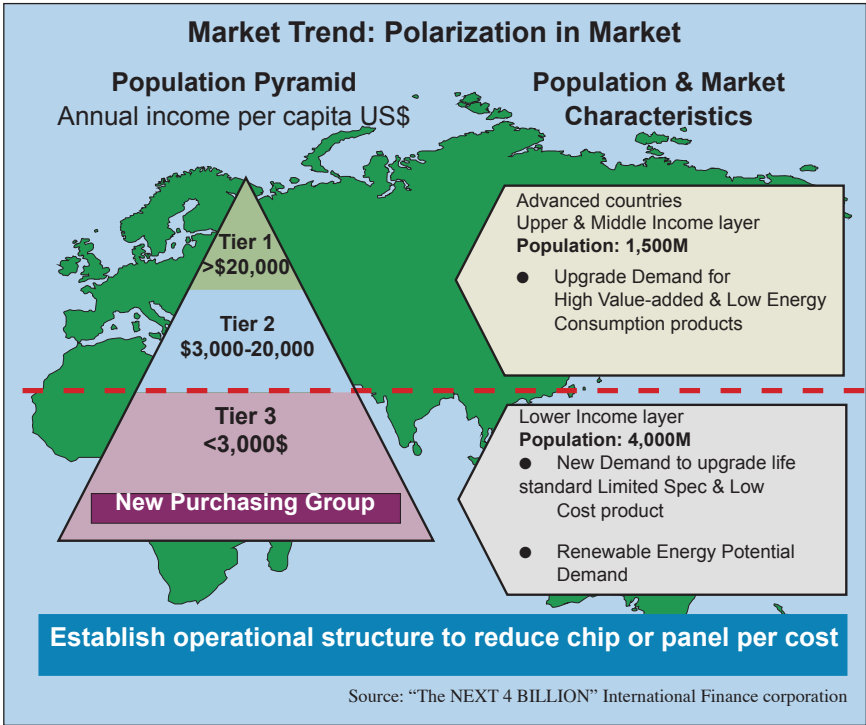 Market Trend: Polarization in Market
Population Pyramid
Annual income per capita US$
Population & Market
Characteristics
Tier 1
>$20,000
Tier 2
$3,000-20,000
Tier 3
<3,000$
New Purchasing Group
Advanced countries
Upper & Middle Income layer
Population: 1,500M
● Upgrade Demand for
High Value-added & Low Energy
Consumption products
Lower Income layer
Population: 4,000M
● New Demand to upgrade life
standard Limited Spec & Low
Cost product
● Renewable Energy Potential
Demand
Establish operational structure to reduce chip or panel per cost
Source: “The NEXT 4 BILLION” International Finance corporation